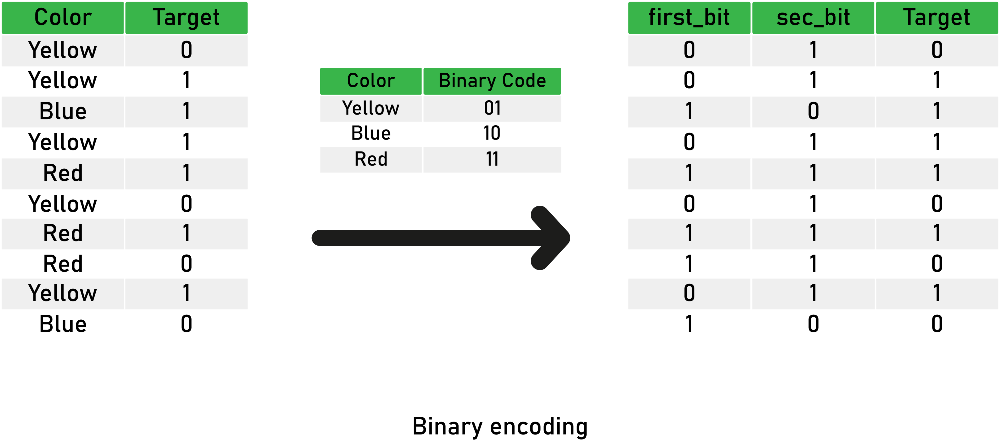 Color Target
Yellow 0
Yellow 1
Blue 1
Yellow 1
Red 1
Yellow 0
Red 1
Red 0
Yellow 1
Blue 0
Color Binary Code
Yellow 01
Blue 10
Red 11
first_bit sec_bit Target
0 1 0
0 1 1
1 0 1
0 1 1
1 1 1
0 1 0
1 1 1
1 1 0
0 1 1
1 0 0
Binary encoding